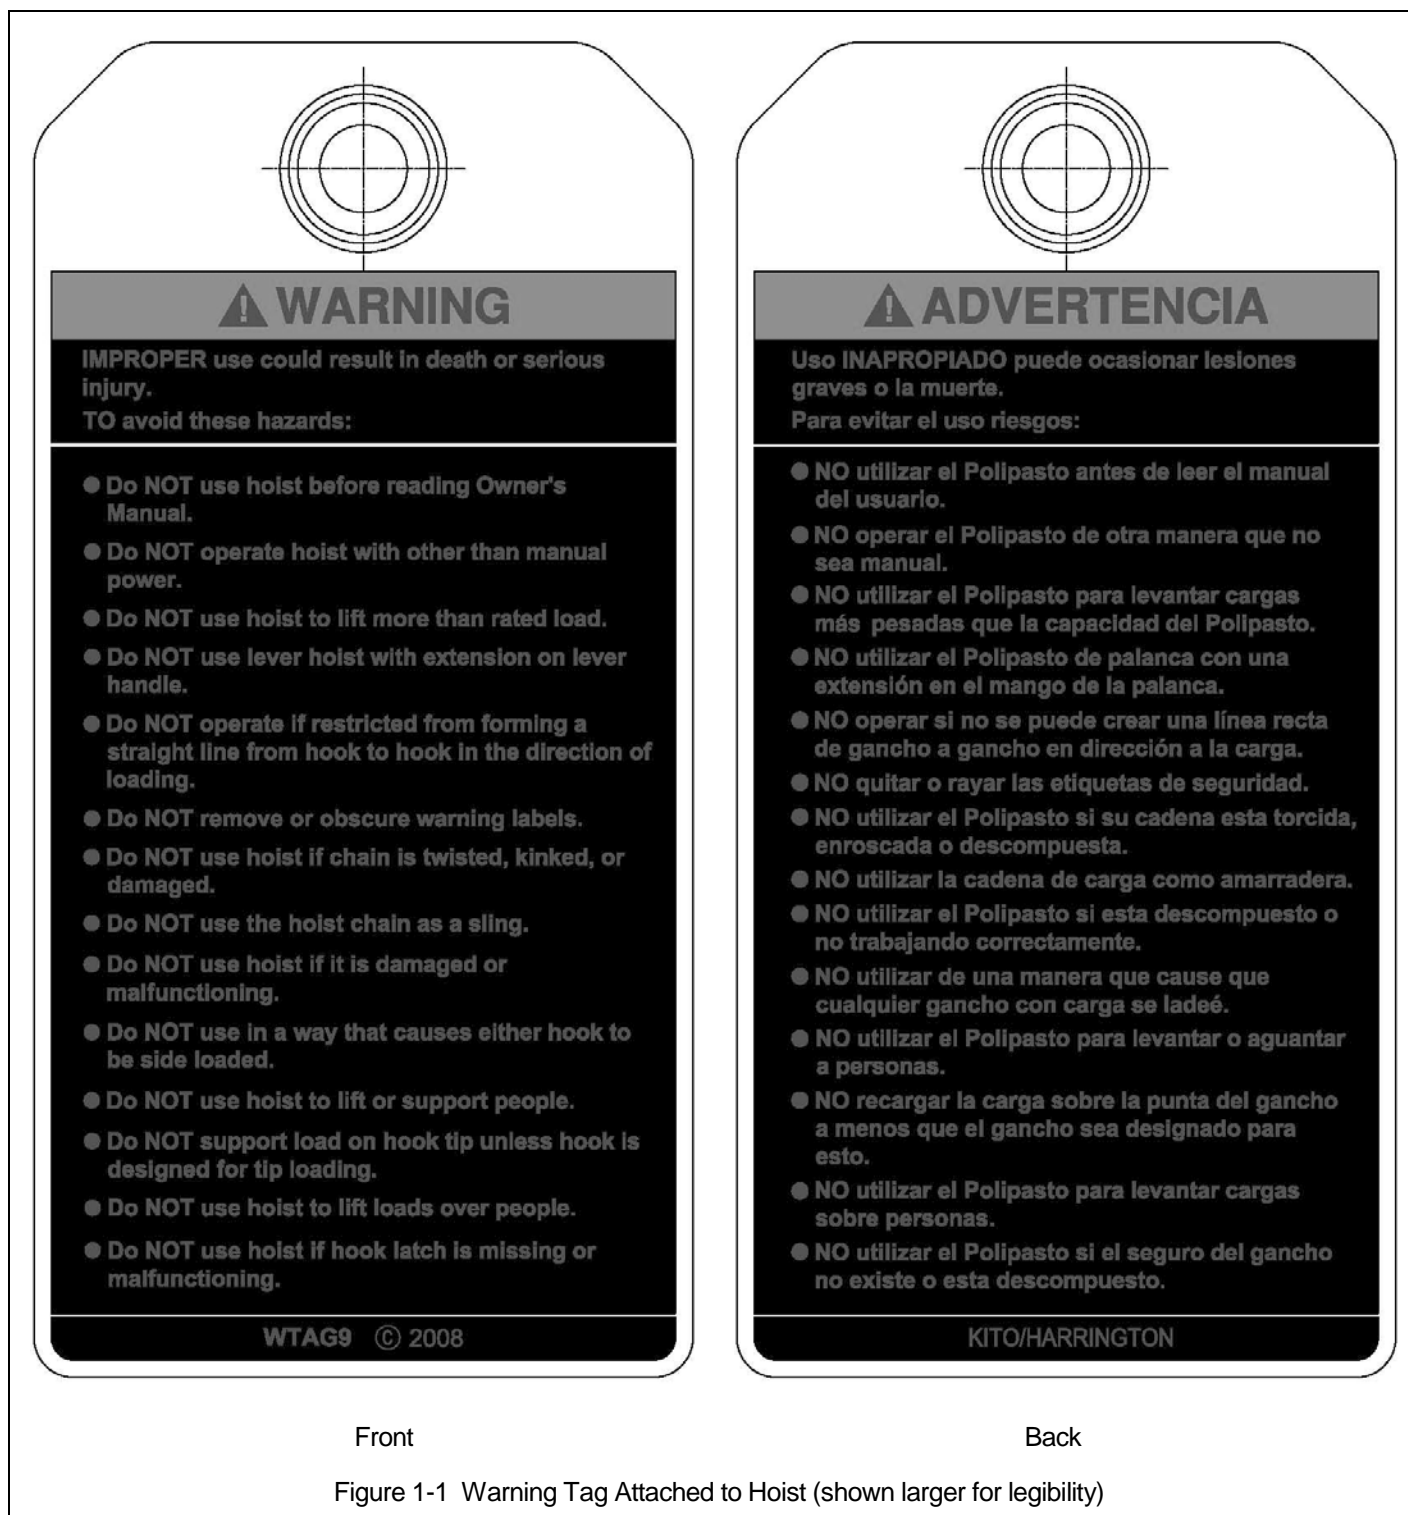 WARNING
IMPROPER use could result in death or serious
injury.
TO avoid these hazards:
● Do NOT use hoist before reading Owner's
Manual.
● Do NOT operate hoist with other than manual
power.
● Do NOT use hoist to lift more than rated load.
● Do NOT use lever hoist with extension on lever
handle.
● Do NOT operate if restricted from forming a
straight line from hook to hook in the direction of
loading.
● Do NOT remove or obscure warning labels.
● Do NOT use hoist if chain is twisted, kinked, or
damaged.
● Do NOT use the hoist chain as a sling.
● Do NOT use hoist if it is damaged or
malfunctioning.
● Do NOT use in a way that causes either hook to
be side loaded.
● Do NOT use hoist to lift or support people.
● Do NOT support load on hook tip unless hook is
designed for tip loading.
● Do NOT use hoist to lift loads over people.
● Do NOT use hoist if hook latch is missing or
malfunctioning.
WTAG9 © 2008
Front
ADVERTENCIA
Uso INAPROPIADO puede ocasionar lesiones
graves o la muerte.
Para evitar el uso riesgos:
● NO utilizar el Polipasto antes de leer el manual
del usuario.
● NO operar el Polipasto de otra manera que no
sea manual.
● NO utilizar el Polipasto para levantar cargas
más pesadas que la capacidad del Polipasto.
● NO utilizar el Polipasto de palanca con una
extensión en el mango de la palanca.
● NO operar si no se puede crear una línea recta
de gancho a gancho en dirección a la carga.
● NO quitar o rayar las etiquetas de seguridad.
● NO utilizar el Polipasto si su cadena esta torcida,
enroscada o descompuesta.
● NO utilizar la cadena de carga como amarradera.
● NO utilizar el Polipasto si esta descompuesto o
no trabajando correctamente.
● NO utilizar de una manera que cause que
cualquier gancho con carga se ladeé.
● NO utilizar el Polipasto para levantar o aguantar
a personas.
● NO recargar la carga sobre la punta del gancho
a menos que el gancho sea designado para
esto.
● NO utilizar el Polipasto para levantar cargas
sobre personas.
● NO utilizar el Polipasto si el seguro del gancho
no existe o esta descompuesto.
KITO/HARRINGTON
Back
Figure 1-1 Warning Tag Attached to Hoist (shown larger for legibility)